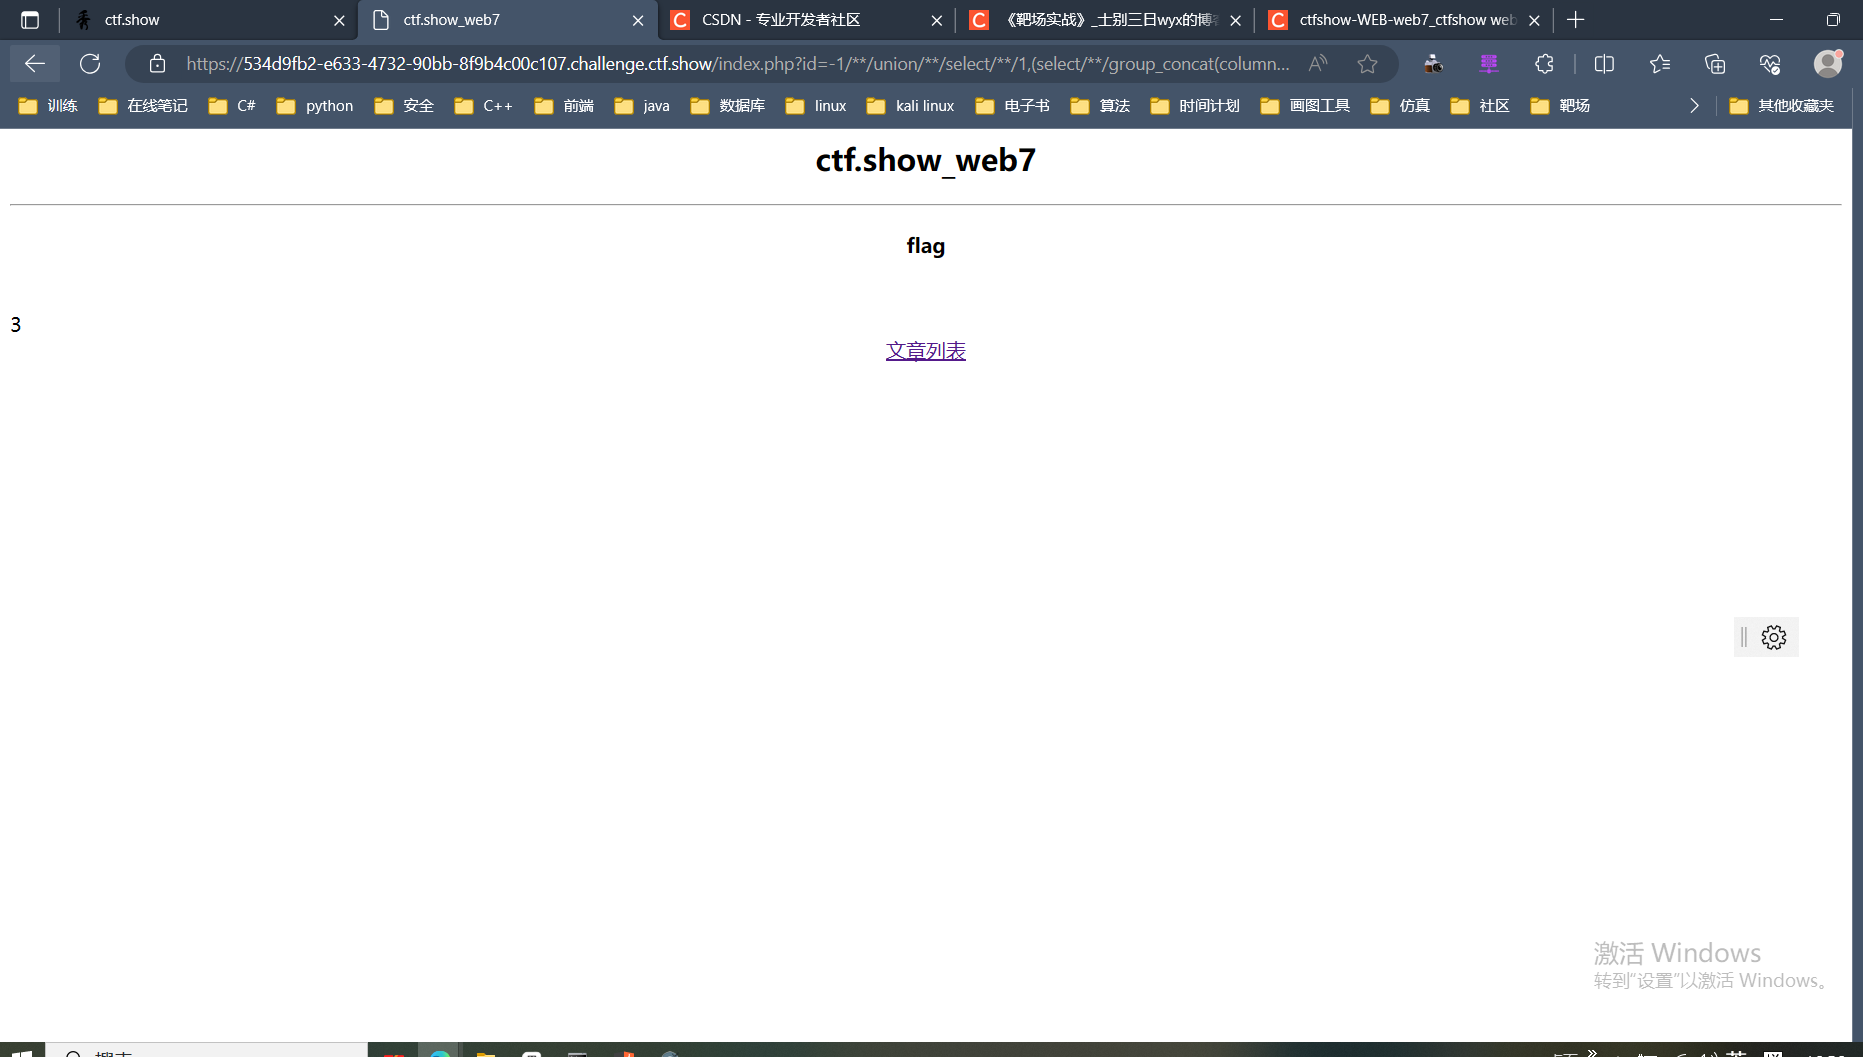 ctf.show
ctf.show_web7
CSDN - 专业开发者社区
《靶场实战》_士别三日wyx的博客
ctfshow-WEB-web7_ctfshow web
https://534d9fb2-e633-4732-90bb-8f9b4c00c107.challenge.ctf.show/index.php?id=-1/**/union/**/select/**/1,(select/**/group_concat(column...
训练 在线笔记 C# python 安全 C++ 前端 java 数据库 linux kali linux 电子书 算法 时间计划 画图工具 仿真 社区 靶场 其他收藏夹
ctf.show_web7
flag
3
文章列表
激活 Windows
转到"设置"以激活 Windows。